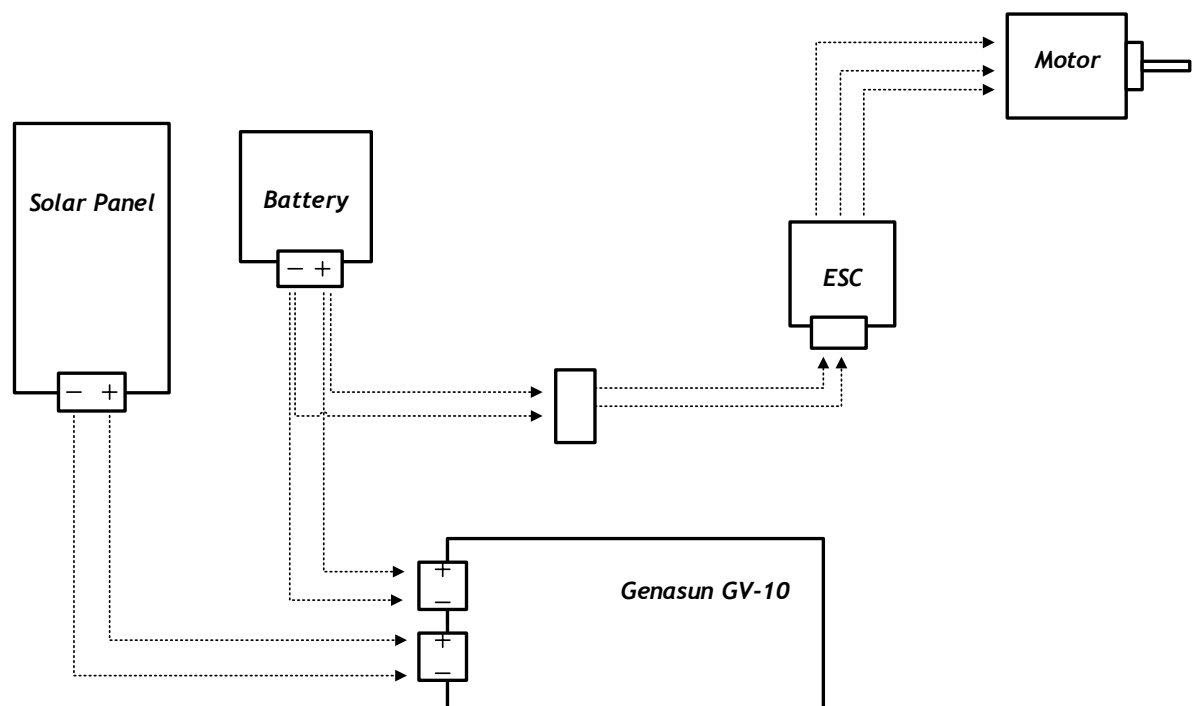 Motor
Solar Panel
Battery
− +
ESC
− +
Genasun GV-10
+
−
+
−